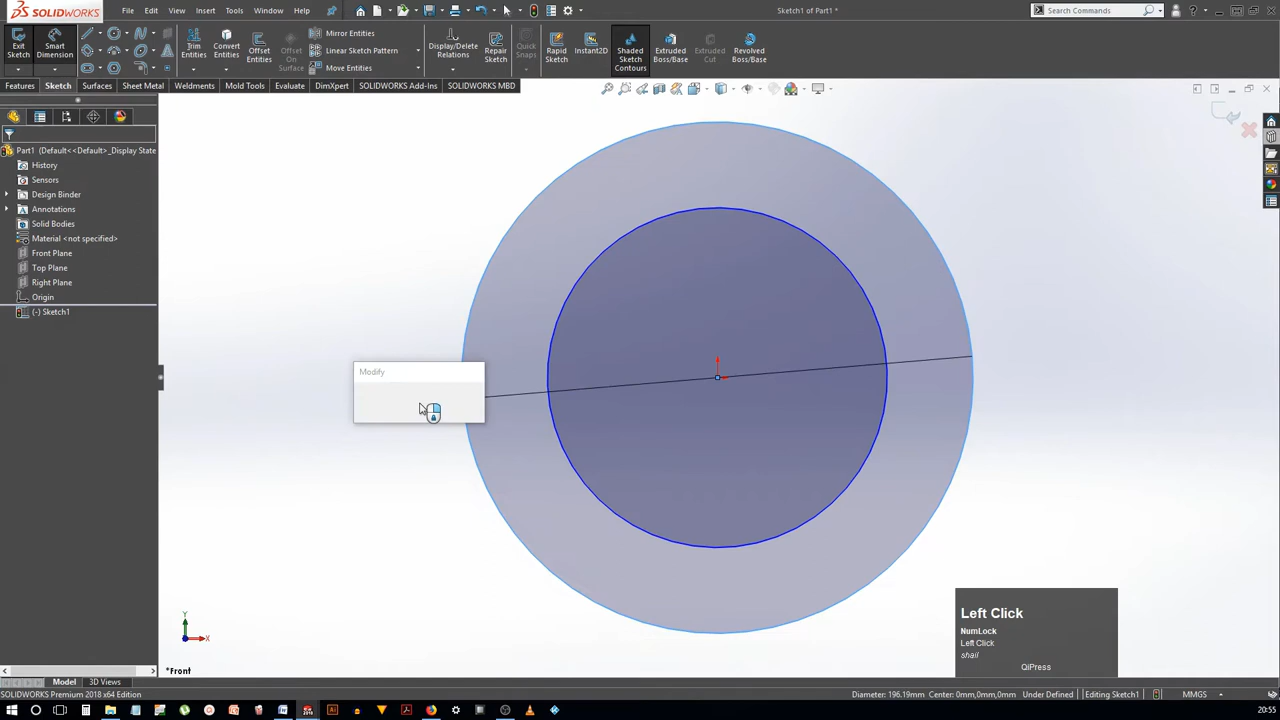 SOLIDWORKS
File Edit View Insert Tools Window Help
Sketch1 of Part1 *
Search Commands
Exit Sketch
Smart Dimension
Trim Entities
Convert Entities
Offset Entities
Offset On Surface
Mirror Entities
Linear Sketch Pattern
Move Entities
Display/Delete Relations
Repair Sketch
Quick Snaps
Rapid Sketch
Instant2D
Shaded Sketch Contours
Extruded Boss/Base
Extruded Cut
Revolved Boss/Base
Features Sketch Surfaces Sheet Metal Weldments Mold Tools Evaluate DimXpert SOLIDWORKS Add-Ins SOLIDWORKS MBD
Part1 (Default<<Default>_Display State
History
Sensors
Design Binder
Annotations
Solid Bodies
Material <not specified>
Front Plane
Top Plane
Right Plane
Origin
(-) Sketch1
Modify
Y
X
*Front
Left Click
NumLock
Left Click
shail
QiPress
Model 3D Views
SOLIDWORKS Premium 2018 x64 Edition
Diameter: 196.19mm Center: 0mm,0mm,0mm Under Defined Editing Sketch1 MMGS
20:55